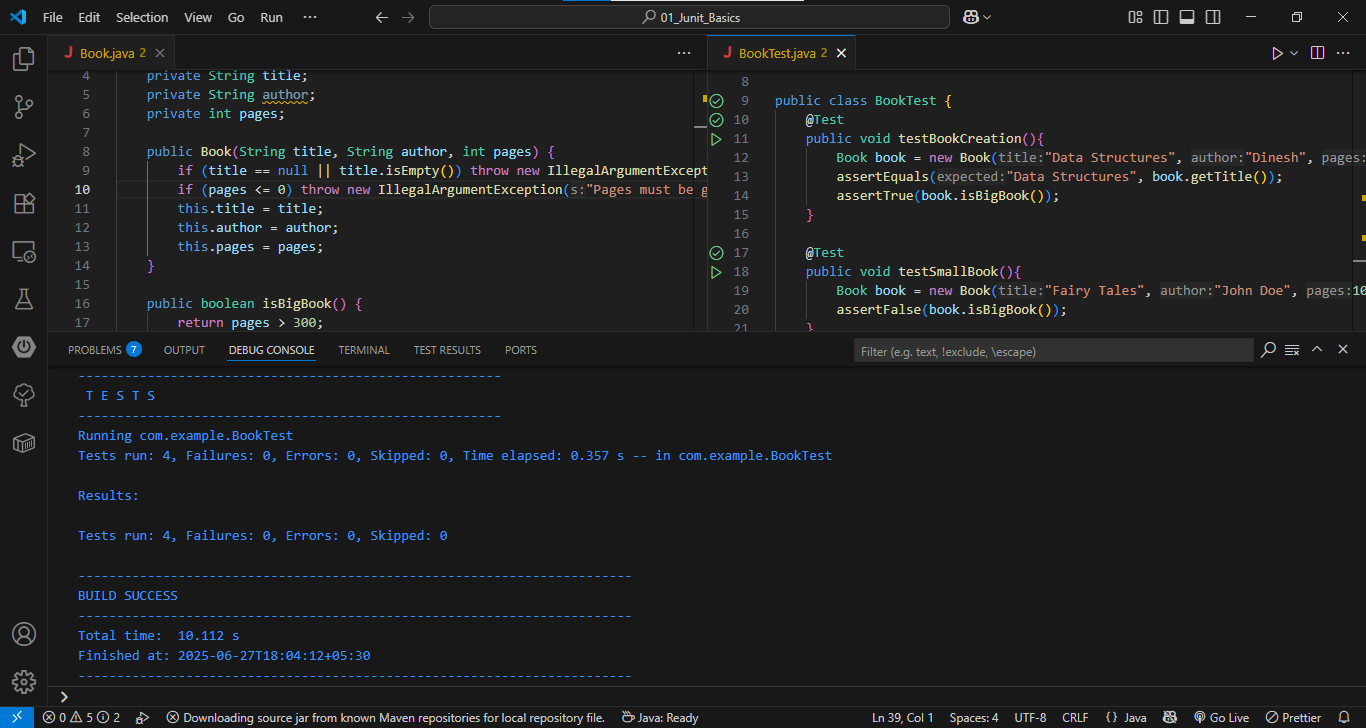 File Edit Selection View Go Run ··· 01_Junit_Basics
J Book.java 2
4 private String title;
5 private String author;
6 private int pages;
7
8 public Book(String title, String author, int pages) {
9 if (title == null || title.isEmpty()) throw new IllegalArgumentExcept
10 if (pages <= 0) throw new IllegalArgumentException(s:"Pages must be g
11 this.title = title;
12 this.author = author;
13 this.pages = pages;
14 }
15
16 public boolean isBigBook() {
17 return pages > 300;
J BookTest.java 2
8
9 public class BookTest {
10 @Test
11 public void testBookCreation(){
12 Book book = new Book(title:"Data Structures", author:"Dinesh", pages:
13 assertEquals(expected:"Data Structures", book.getTitle());
14 assertTrue(book.isBigBook());
15 }
16
17 @Test
18 public void testSmallBook(){
19 Book book = new Book(title:"Fairy Tales", author:"John Doe", pages:10
20 assertFalse(book.isBigBook());
21 }
PROBLEMS 7 OUTPUT DEBUG CONSOLE TERMINAL TEST RESULTS PORTS Filter (e.g. text, !exclude, \escape)
-------------------------------------------------------
T E S T S
-------------------------------------------------------
Running com.example.BookTest
Tests run: 4, Failures: 0, Errors: 0, Skipped: 0, Time elapsed: 0.357 s -- in com.example.BookTest
Results:
Tests run: 4, Failures: 0, Errors: 0, Skipped: 0
------------------------------------------------------------------------
BUILD SUCCESS
------------------------------------------------------------------------
Total time: 10.112 s
Finished at: 2025-06-27T18:04:12+05:30
------------------------------------------------------------------------
0 5 2 Downloading source jar from known Maven repositories for local repository file. Java: Ready Ln 39, Col 1 Spaces: 4 UTF-8 CRLF {} Java Go Live Prettier